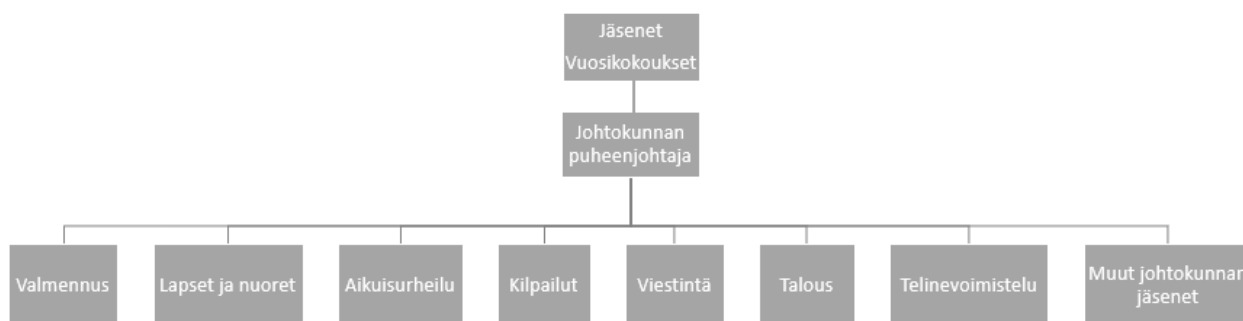 Jäsenet
Vuosikokoukset
Johtokunnan
puheenjohtaja
Valmennus
Lapset ja nuoret
Aikuisurheilu
Kilpailut
Viestintä
Talous
Telinevoimistelu
Muut johtokunnan
jäsenet